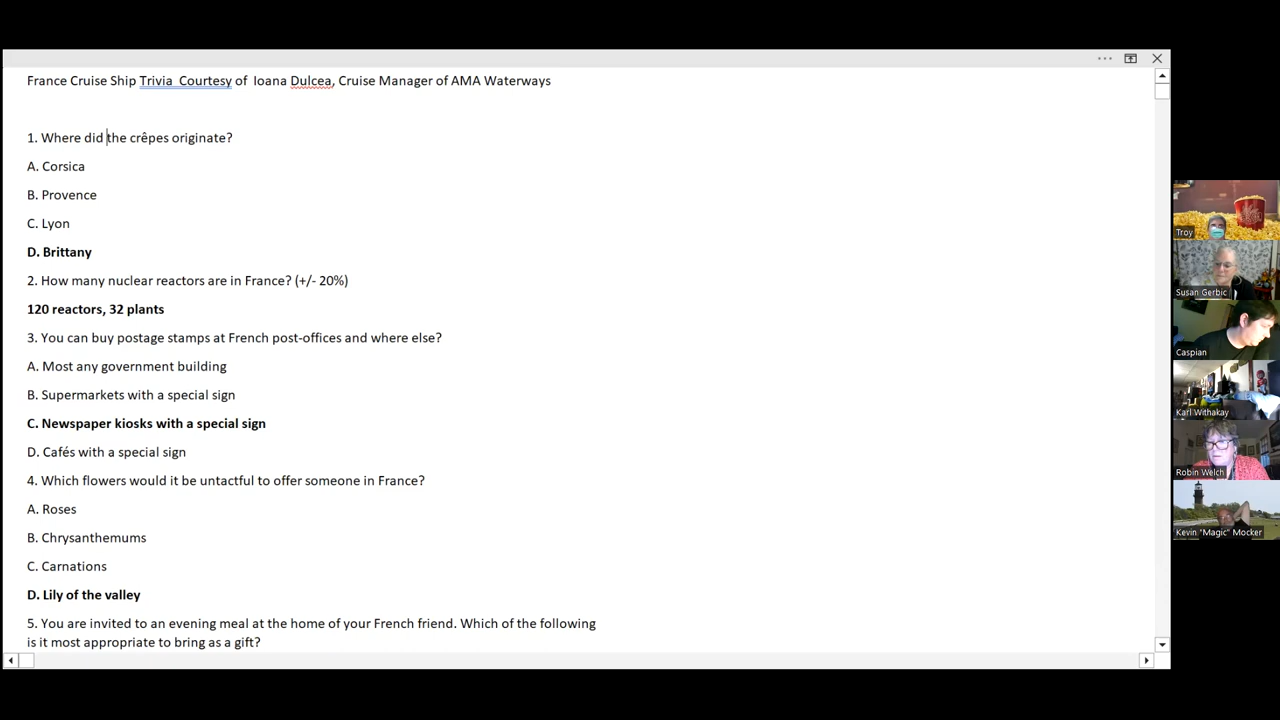 France Cruise Ship Trivia  Courtesy of  Ioana Dulcea, Cruise Manager of AMA Waterways
1. Where did the crêpes originate?
A. Corsica
B. Provence
C. Lyon
D. Brittany
2. How many nuclear reactors are in France? (+/- 20%)
120 reactors, 32 plants
3. You can buy postage stamps at French post-offices and where else?
A. Most any government building
B. Supermarkets with a special sign
C. Newspaper kiosks with a special sign
D. Cafés with a special sign
4. Which flowers would it be untactful to offer someone in France?
A. Roses
B. Chrysanthemums
C. Carnations
D. Lily of the valley
5. You are invited to an evening meal at the home of your French friend. Which of the following
is it most appropriate to bring as a gift?
Troy
Susan Gerbic
Caspian
Karl Withakay
Robin Welch
Kevin "Magic" Mocker